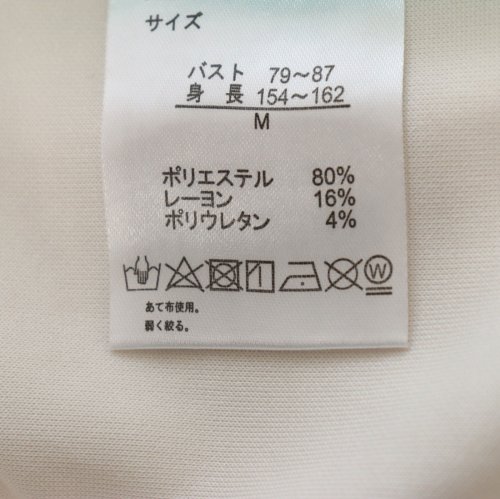 サイズ
バスト 79～87
身長 154～162
M
ポリエステル 80%
レーヨン 16%
ポリウレタン 4%
W
あて布使用。
弱く絞る。